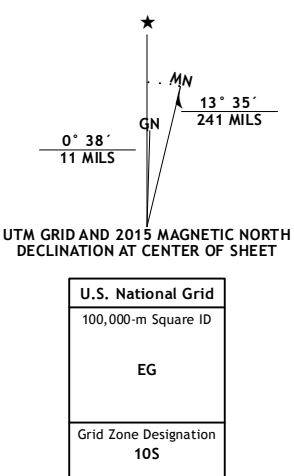 ★
MN
GN
13° 35´
241 MILS
0° 38´
11 MILS
UTM GRID AND 2015 MAGNETIC NORTH
DECLINATION AT CENTER OF SHEET
U.S. National Grid
100,000-m Square ID
EG
Grid Zone Designation
10S